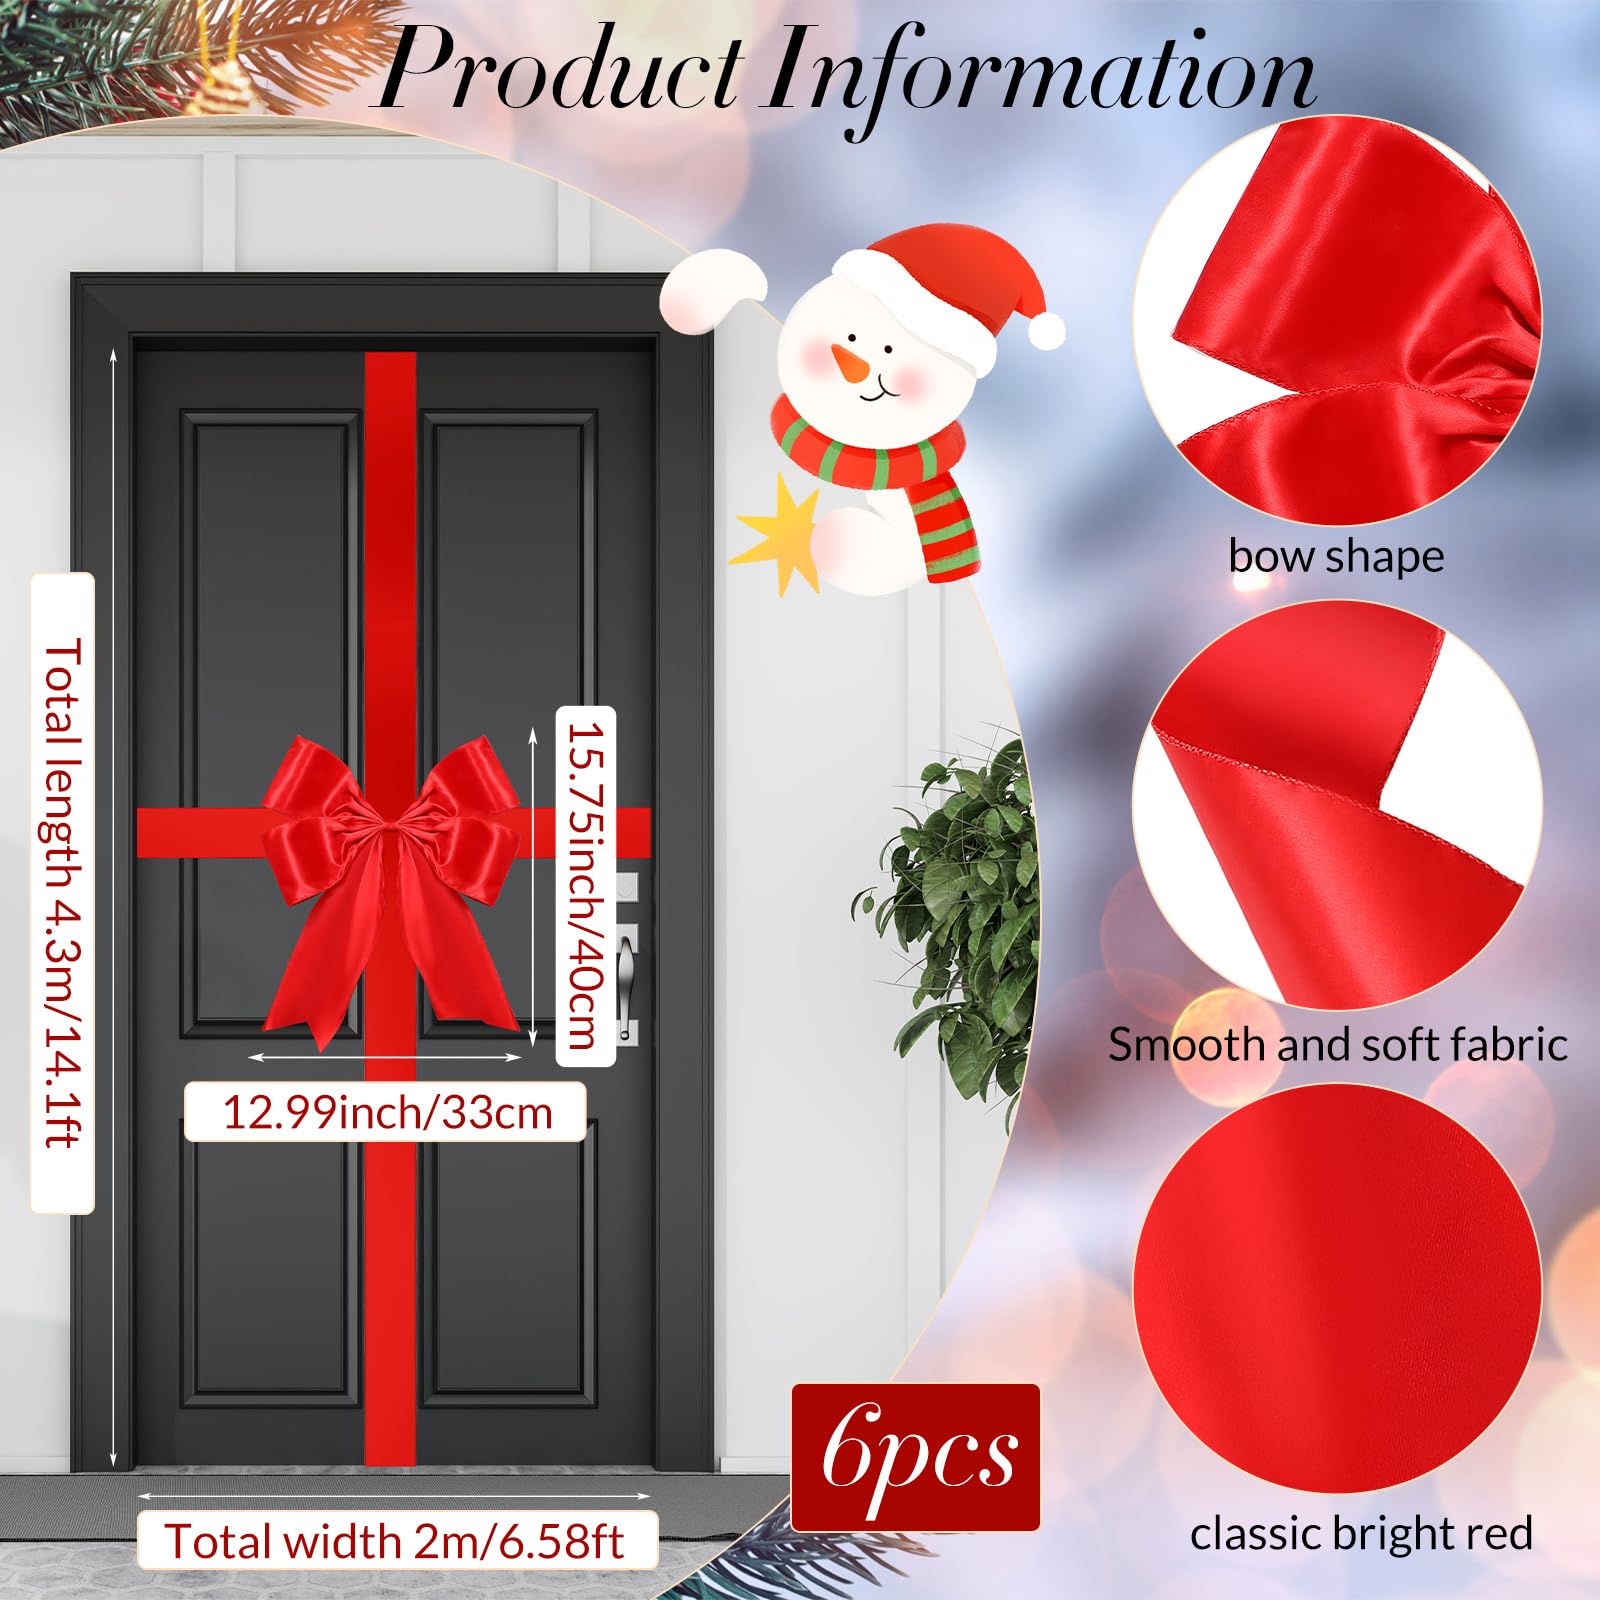 Product Information
bow shape
Total length 4.3m/14.1ft
15.75inch/40cm
12.99inch/33cm
Smooth and soft fabric
6pcs
Total width 2m/6.58ft
classic bright red